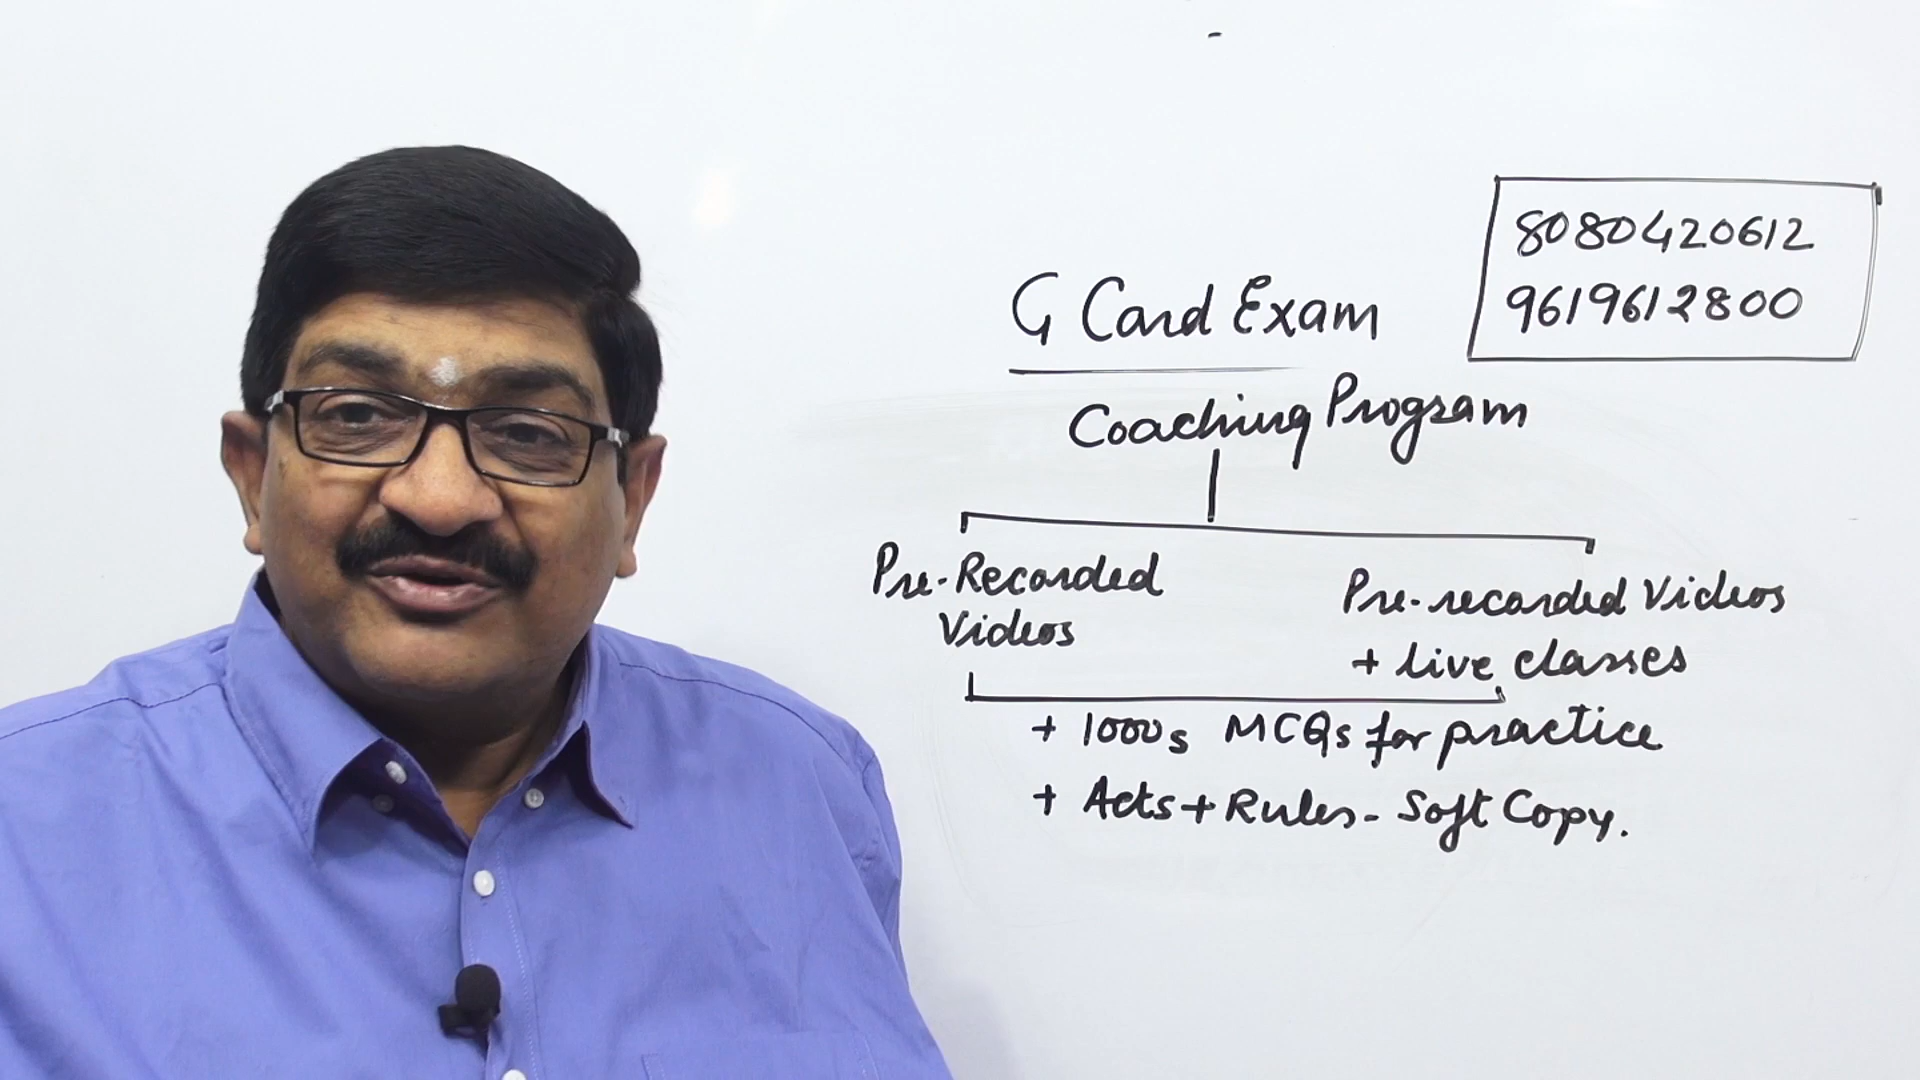 8080420612
9619612800
G Card Exam
Coaching Program
Pre-Recorded
Videos
Pre-recorded Videos
+ live classes
+ 1000s MCQs for practice
+ Acts + Rules - Soft Copy.